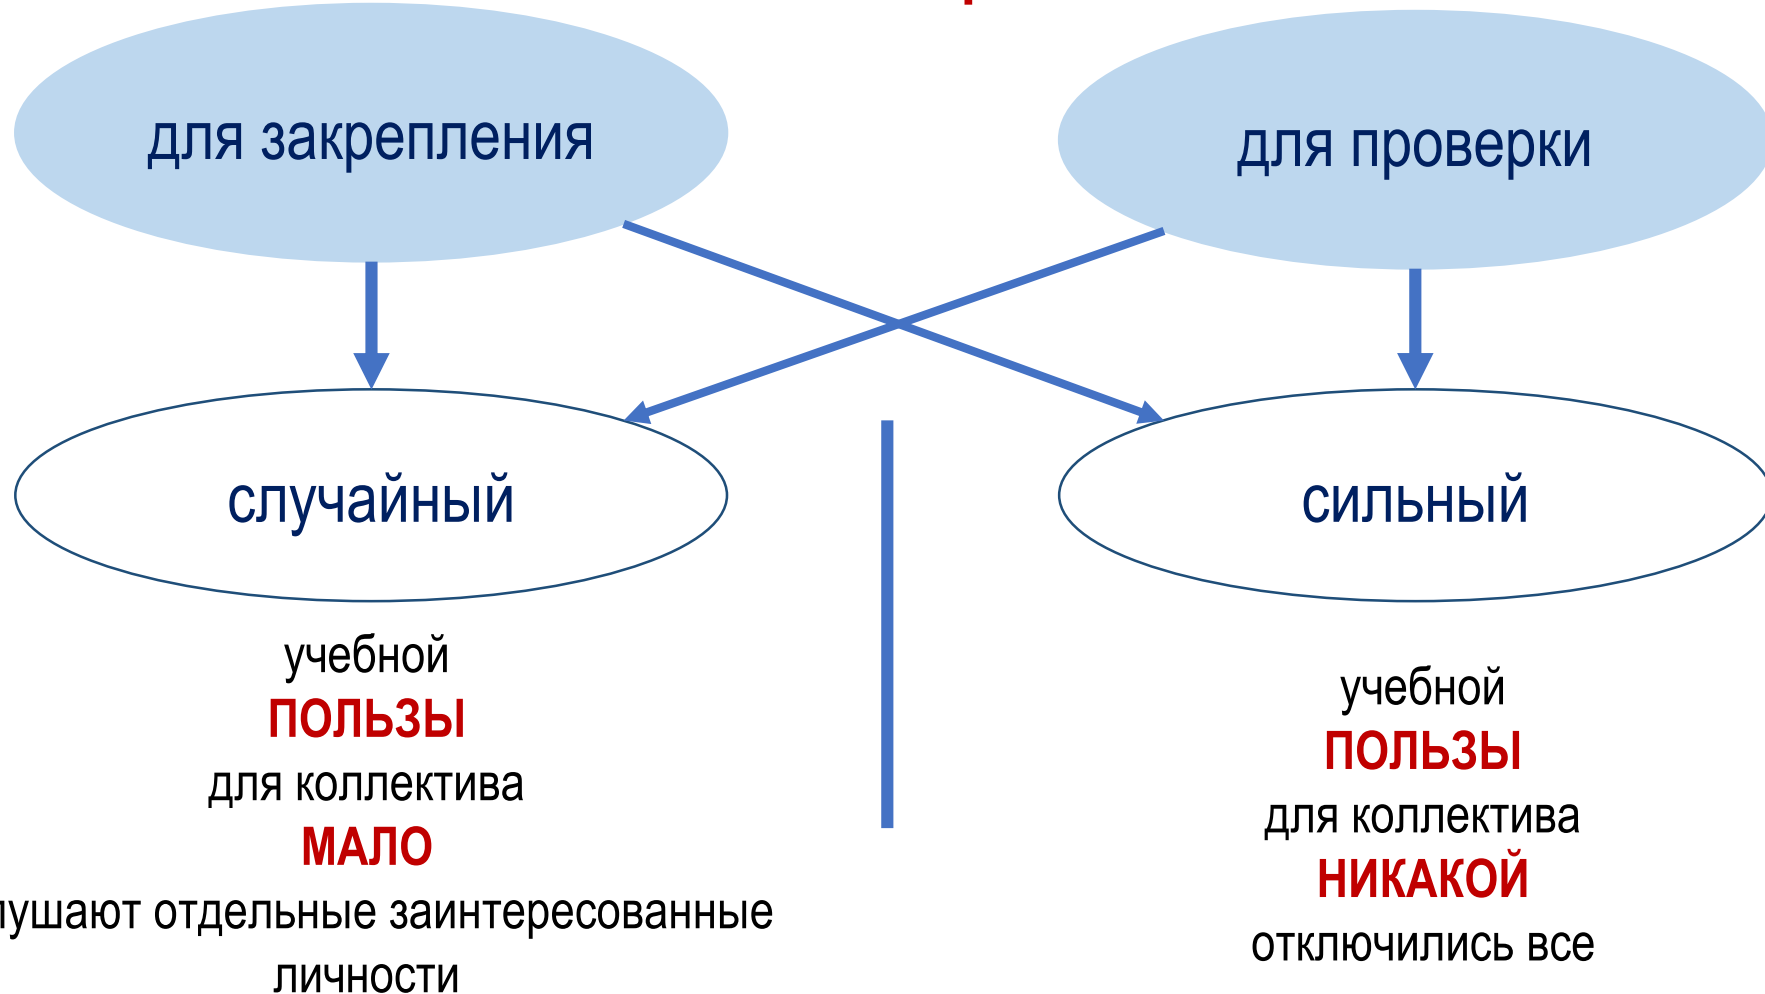 для закрепления
для проверки
случайный
сильный
учебной
ПОЛЬЗЫ
для коллектива
МАЛО
лушают отдельные заинтересованные
личности
учебной
ПОЛЬЗЫ
для коллектива
НИКАКОЙ
отключились все